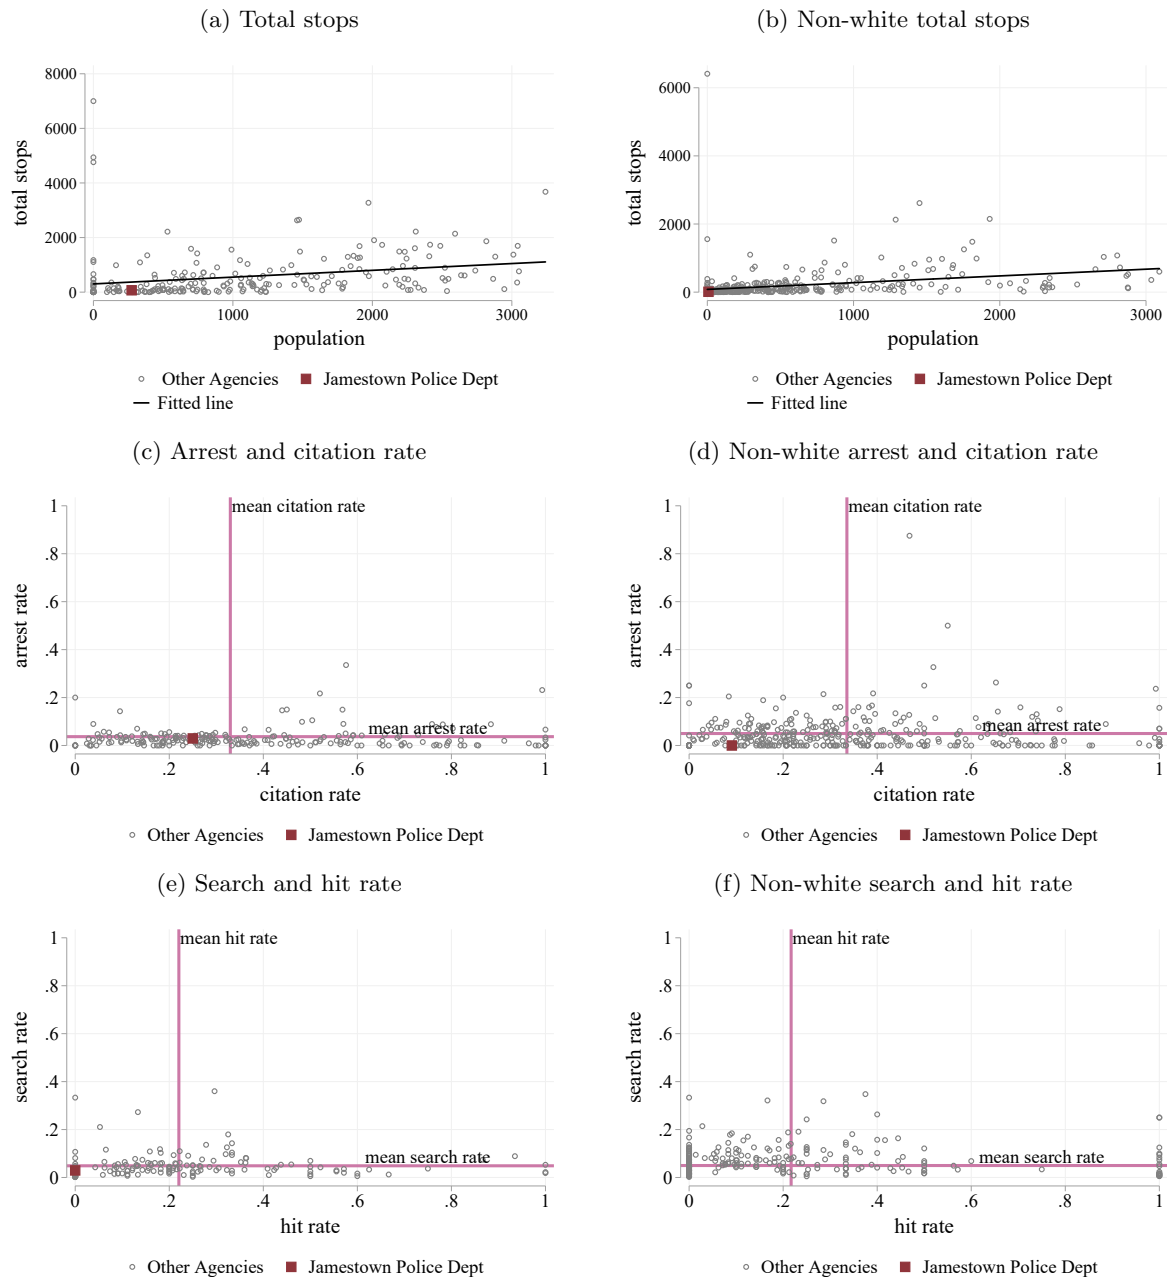 (a) Total stops
(b) Non-white total stops
8000
6000
4000
2000
0
total stops
0
1000
2000
3000
population
Other Agencies
Jamestown Police Dept
Fitted line
6000
4000
2000
0
total stops
0
1000
2000
3000
population
Other Agencies
Jamestown Police Dept
Fitted line
(c) Arrest and citation rate
(d) Non-white arrest and citation rate
1
.8
.6
.4
.2
0
arrest rate
mean citation rate
mean arrest rate
0
.2
.4
.6
.8
1
citation rate
Other Agencies
Jamestown Police Dept
1
.8
.6
.4
.2
0
arrest rate
mean citation rate
mean arrest rate
0
.2
.4
.6
.8
1
citation rate
Other Agencies
Jamestown Police Dept
(e) Search and hit rate
(f) Non-white search and hit rate
1
.8
.6
.4
.2
0
search rate
mean hit rate
mean search rate
0
.2
.4
.6
.8
1
hit rate
Other Agencies
Jamestown Police Dept
1
.8
.6
.4
.2
0
search rate
mean hit rate
mean search rate
0
.2
.4
.6
.8
1
hit rate
Other Agencies
Jamestown Police Dept